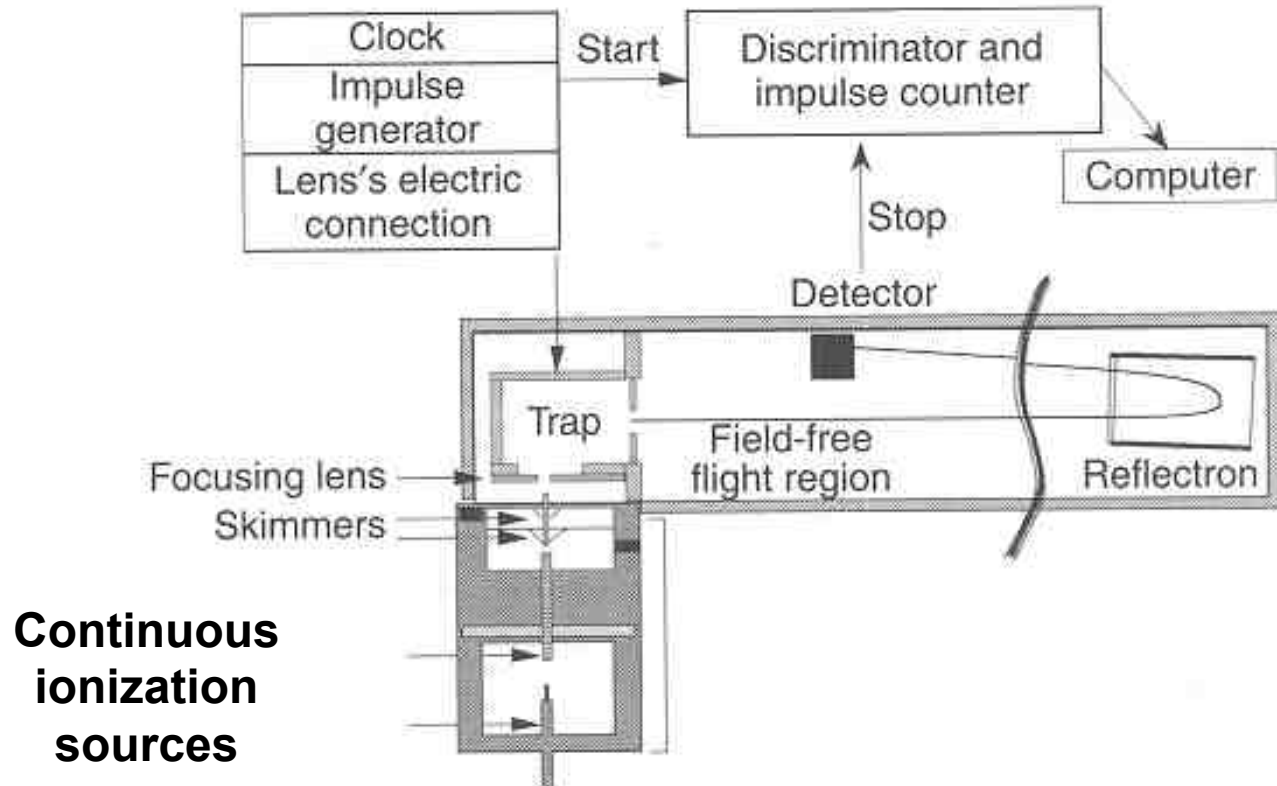 Clock
Impulse
generator
Lens's electric
connection
Start
Discriminator and
impulse counter
Computer
Stop
Detector
Trap
Field-free
flight region
Reflectron
Focusing lens
Skimmers
Continuous
ionization
sources